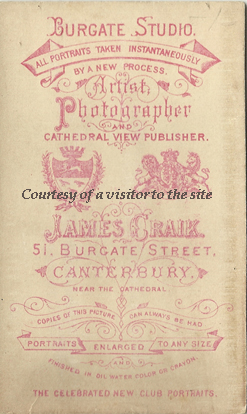 BURGATE STUDIO.
ALL PORTRAITS TAKEN INSTANTANEOUSLY
BY A NEW PROCESS.
Artist,
Photographer
AND
CATHEDRAL VIEW PUBLISHER.
Courtesy of a visitor to the site
JAMES CRAIK.
51, BURGATE STREET,
CANTERBURY,
NEAR THE CATHEDRAL
COPIES OF THIS PICTURE CAN ALWAYS BE HAD
PORTRAITS ENLARGED TO ANY SIZE
AND
FINISHED IN OIL WATER COLOR OR CRAYON.
THE CELEBRATED NEW CLUB PORTRAITS.